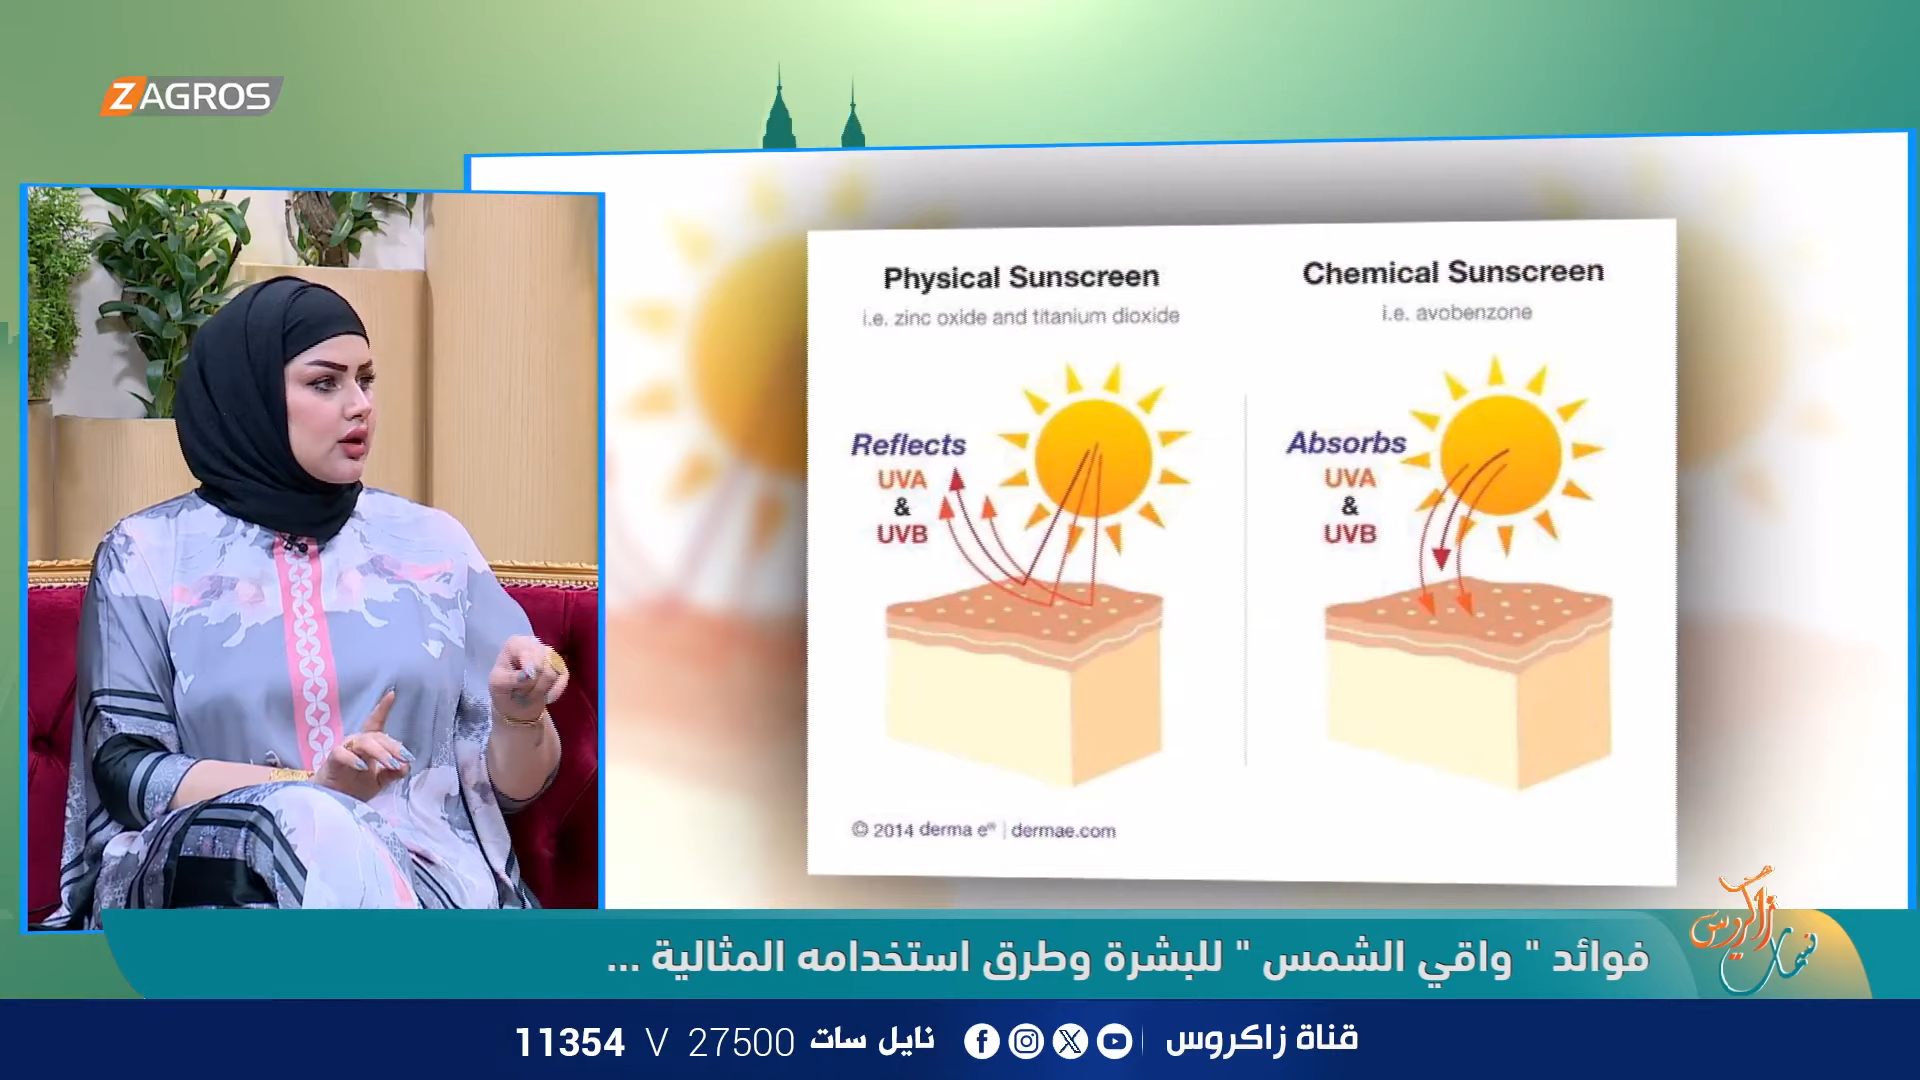 ZAGROS
Physical Sunscreen
i.e. zinc oxide and titanium dioxide
Reflects
UVA
&
UVB
Chemical Sunscreen
i.e. avobenzone
Absorbs
UVA
&
UVB
© 2014 derma e® | dermae.com
فوائد " واقي الشمس " للبشرة وطرق استخدامه المثالية ...
قناة زاكروس
نايل سات 27500 V 11354